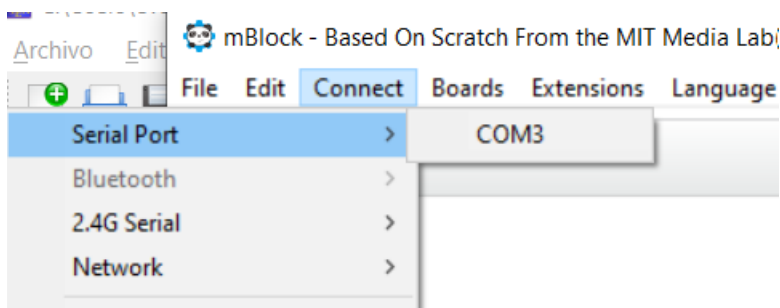 mBlock - Based On Scratch From the MIT Media Lab
Archivo Edit
File Edit Connect Boards Extensions Language
Serial Port > COM3
Bluetooth >
2.4G Serial >
Network >